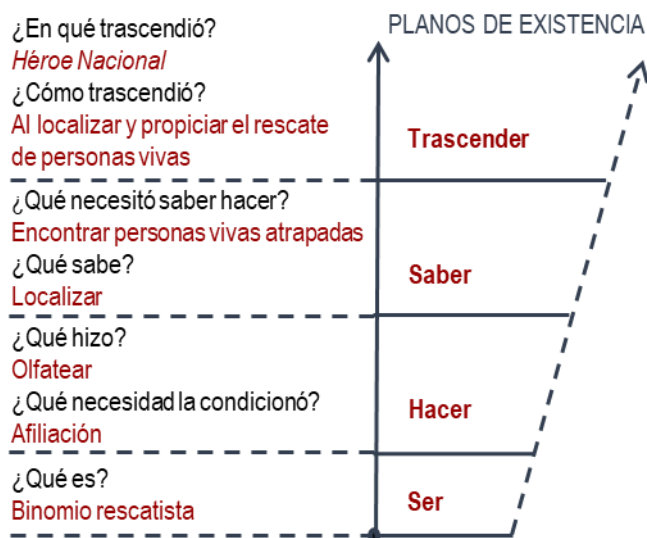 ¿En qué trascendió?
Héroe Nacional
¿Cómo trascendió?
Al localizar y propiciar el rescate
de personas vivas
¿Qué necesitó saber hacer?
Encontrar personas vivas atrapadas
¿Qué sabe?
Localizar
¿Qué hizo?
Olfatear
¿Qué necesidad la condicionó?
Afiliación
¿Qué es?
Binomio rescatista
PLANOS DE EXISTENCIA
Trascender
Saber
Hacer
Ser